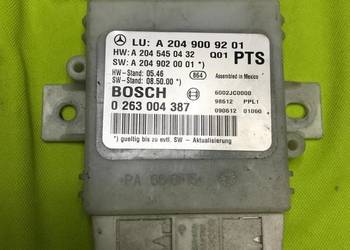 LU: A 204 900 92 01
HW: A 204 545 04 32 Q01 PTS
SW: A 204 902 00 01 *)
HW-Stand: 05.46 864 Assembled in Mexico
SW-Stand: 08.50.00 *)
BOSCH 6002JC0008
0 263 004 387 98612 PPL1
090612 01066
*) gueltig bis zu evtl. SW - Aktualisierung